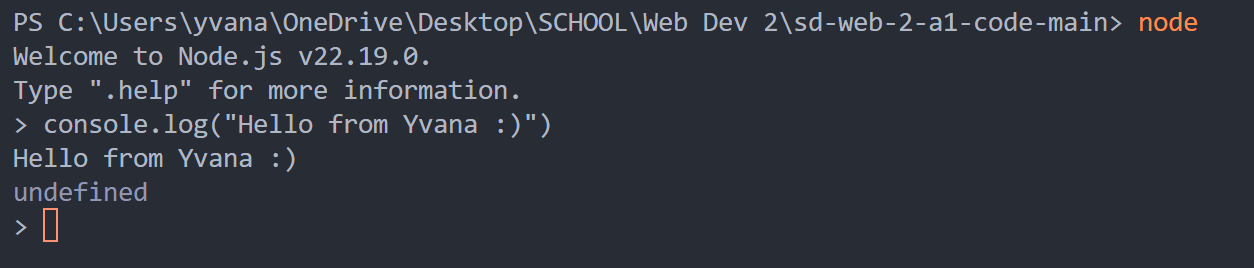 PS C:\Users\yvana\OneDrive\Desktop\SCHOOL\Web Dev 2\sd-web-2-a1-code-main> node
Welcome to Node.js v22.19.0.
Type ".help" for more information.
> console.log("Hello from Yvana :)")
Hello from Yvana :)
undefined
>